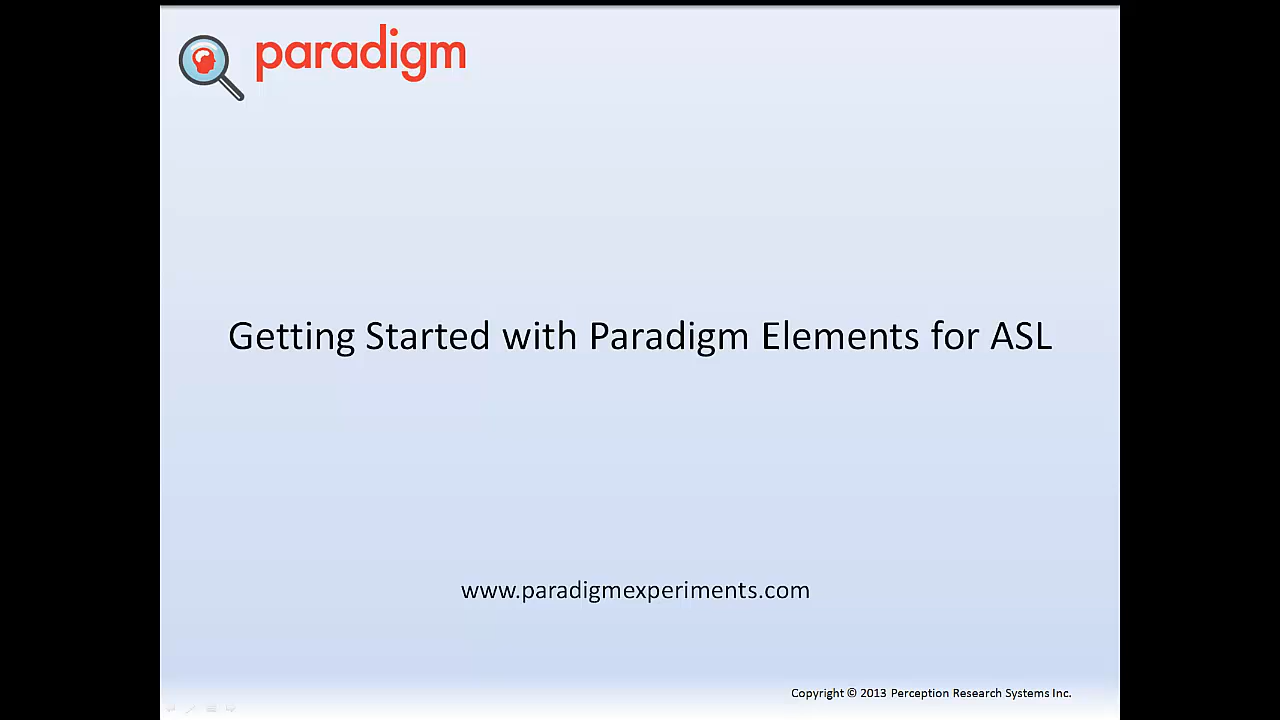 paradigm
Getting Started with Paradigm Elements for ASL
www.paradigmexperiments.com
Copyright © 2013 Perception Research Systems Inc.